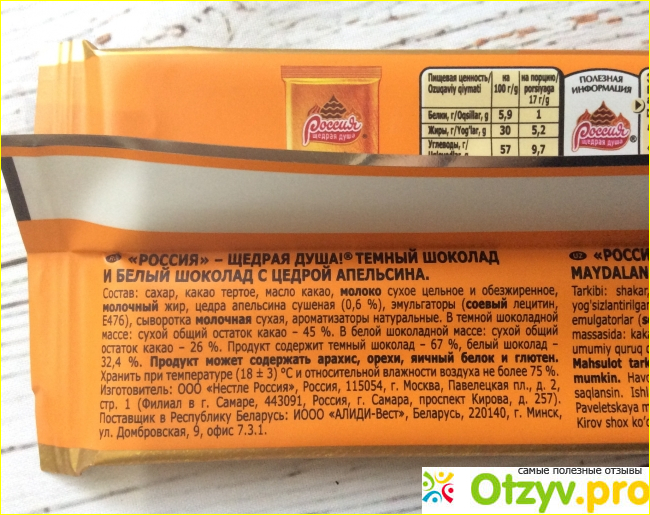 Россия
щедрая душа
Пищевая ценность/ на на порцию/
Ozuqaviy qiymati 100 г/g porsiyaga
17 г/g
Белки, г/Oqsillar, g 5,9 1
Жиры, г/Yog'lar, g 30 5,2
Углеводы, г/ 57 9,7
ПОЛЕЗНАЯ
ИНФОРМАЦИЯ
Россия®
щедрая душа
«РОССИЯ» – ЩЕДРАЯ ДУША!® ТЕМНЫЙ ШОКОЛАД
И БЕЛЫЙ ШОКОЛАД С ЦЕДРОЙ АПЕЛЬСИНА.
Состав: сахар, какао тертое, масло какао, молоко сухое цельное и обезжиренное,
молочный жир, цедра апельсина сушеная (0,6 %), эмульгаторы (соевый лецитин,
E476), сыворотка молочная сухая, ароматизаторы натуральные. В темной шоколадной
массе: сухой общий остаток какао – 45 %. В белой шоколадной массе: сухой общий
остаток какао – 26 %. Продукт содержит темный шоколад – 67 %, белый шоколад –
32,4 %. Продукт может содержать арахис, орехи, яичный белок и глютен.
Хранить при температуре (18 ± 3) °С и относительной влажности воздуха не более 75 %.
Изготовитель: ООО «Нестле Россия», Россия, 115054, г. Москва, Павелецкая пл., д. 2,
стр. 1 (Филиал в г. Самаре, 443091, Россия, г. Самара, проспект Кирова, д. 257).
Поставщик в Республику Беларусь: ИООО «АЛИДИ-Вест», Беларусь, 220140, г. Минск,
ул. Домбровская, 9, офис 7.3.1.
UZ «РОССИ
MAYDALAN
Tarkibi: shakar,
yog'sizlantirilgan
emulgatorlar (s
massasida: kaka
umumiy quruq q
Mahsulot tark
mumkin. Havo
saqlansin. Ishl
Paveletskaya m
Kirov shox ko'c
самые полезные отзывы
Otzyv.pro